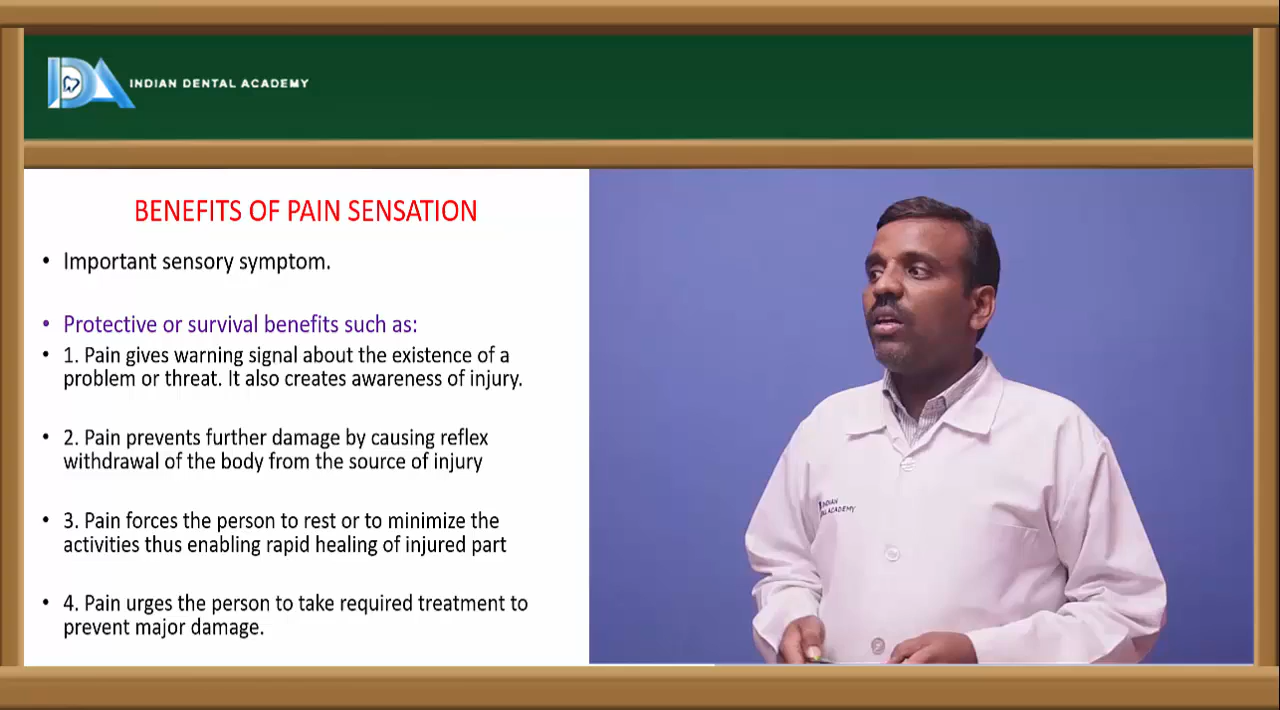 INDIAN DENTAL ACADEMY
BENEFITS OF PAIN SENSATION
• Important sensory symptom.
• Protective or survival benefits such as:
• 1. Pain gives warning signal about the existence of a
problem or threat. It also creates awareness of injury.
• 2. Pain prevents further damage by causing reflex
withdrawal of the body from the source of injury
• 3. Pain forces the person to rest or to minimize the
activities thus enabling rapid healing of injured part
• 4. Pain urges the person to take required treatment to
prevent major damage.
INDIAN
ACADEMY